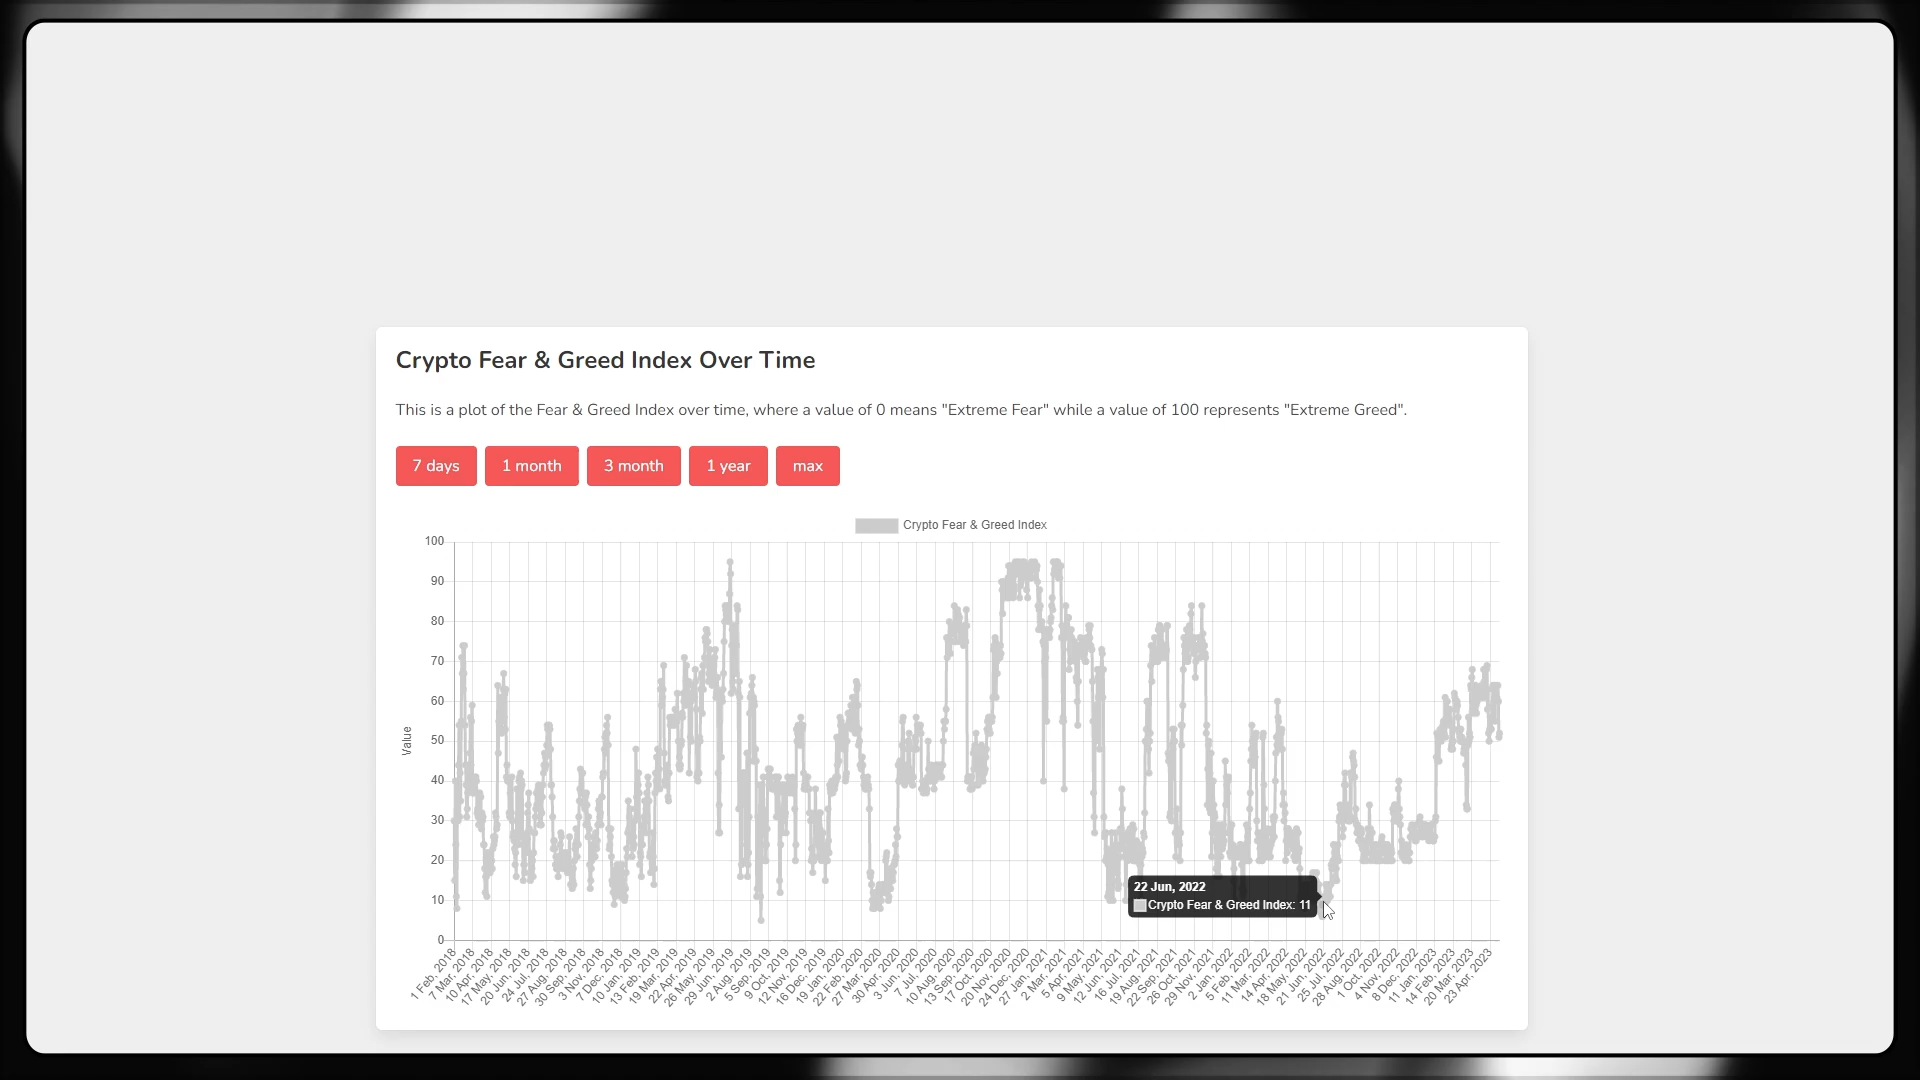 Crypto Fear & Greed Index Over Time
This is a plot of the Fear & Greed Index over time, where a value of 0 means "Extreme Fear" while a value of 100 represents "Extreme Greed".
7 days 1 month 3 month 1 year max
Crypto Fear & Greed Index
100
90
80
70
60
50
40
30
20
10
0
Value
22 Jun, 2022
Crypto Fear & Greed Index: 11
1 Feb, 2018
7 Mar, 2018
10 Apr, 2018
17 May, 2018
20 Jun, 2018
24 Jul, 2018
27 Aug, 2018
30 Sep, 2018
3 Nov, 2018
7 Dec, 2018
10 Jan, 2019
13 Feb, 2019
19 Mar, 2019
22 Apr, 2019
26 May, 2019
29 Jun, 2019
2 Aug, 2019
5 Sep, 2019
9 Oct, 2019
12 Nov, 2019
16 Dec, 2019
19 Jan, 2020
22 Feb, 2020
27 Mar, 2020
30 Apr, 2020
3 Jun, 2020
7 Jul, 2020
10 Aug, 2020
13 Sep, 2020
17 Oct, 2020
20 Nov, 2020
24 Dec, 2020
27 Jan, 2021
2 Mar, 2021
5 Apr, 2021
9 May, 2021
12 Jun, 2021
16 Jul, 2021
19 Aug, 2021
22 Sep, 2021
26 Oct, 2021
29 Nov, 2021
2 Jan, 2022
5 Feb, 2022
11 Mar, 2022
14 Apr, 2022
18 May, 2022
21 Jun, 2022
25 Jul, 2022
28 Aug, 2022
1 Oct, 2022
4 Nov, 2022
8 Dec, 2022
11 Jan, 2023
14 Feb, 2023
20 Mar, 2023
23 Apr, 2023